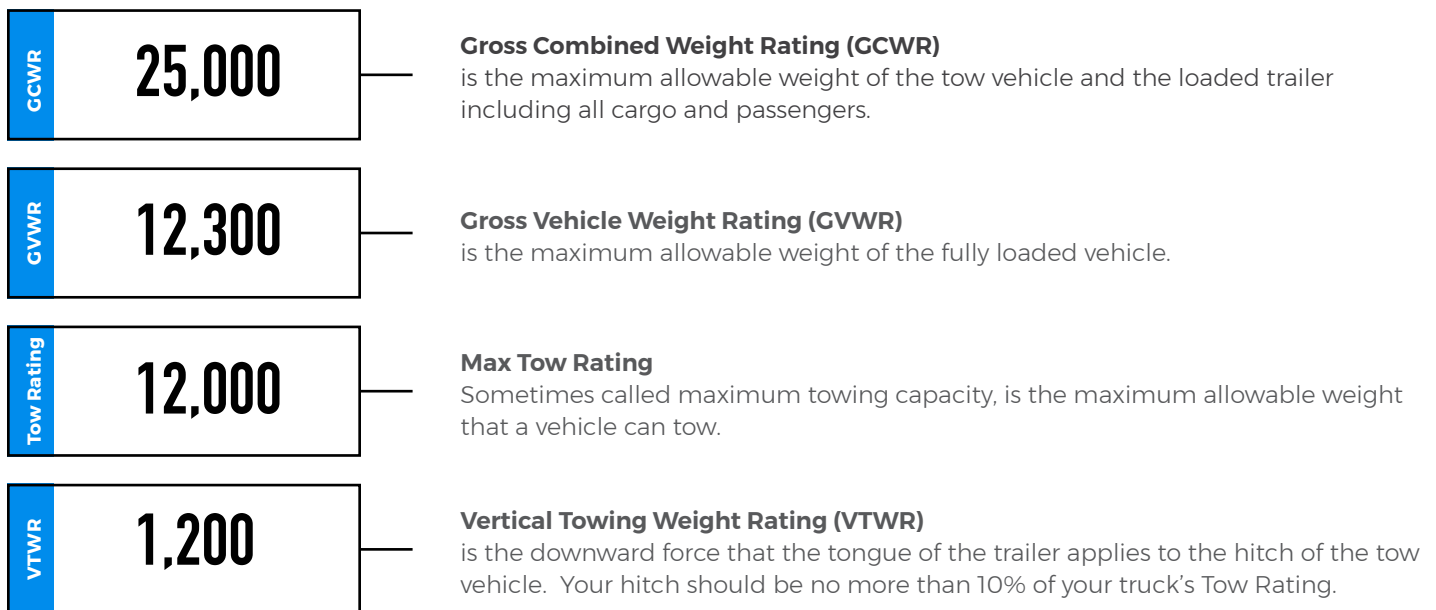 GCWR
25,000
Gross Combined Weight Rating (GCWR)
is the maximum allowable weight of the tow vehicle and the loaded trailer
including all cargo and passengers.
GVWR
12,300
Gross Vehicle Weight Rating (GVWR)
is the maximum allowable weight of the fully loaded vehicle.
Tow Rating
12,000
Max Tow Rating
Sometimes called maximum towing capacity, is the maximum allowable weight
that a vehicle can tow.
VTWR
1,200
Vertical Towing Weight Rating (VTWR)
is the downward force that the tongue of the trailer applies to the hitch of the tow
vehicle.  Your hitch should be no more than 10% of your truck's Tow Rating.